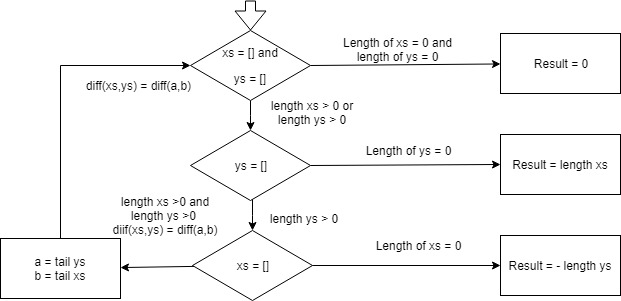 xs = [] and
ys = []
Length of xs = 0 and
length of ys = 0
Result = 0
diff(xs,ys) = diff(a,b)
length xs > 0 or
length ys > 0
ys = []
Length of ys = 0
Result = length xs
length xs >0 and
length ys >0
diif(xs,ys) = diff(a,b)
length ys > 0
xs = []
Length of xs = 0
Result = - length ys
a = tail ys
b = tail xs